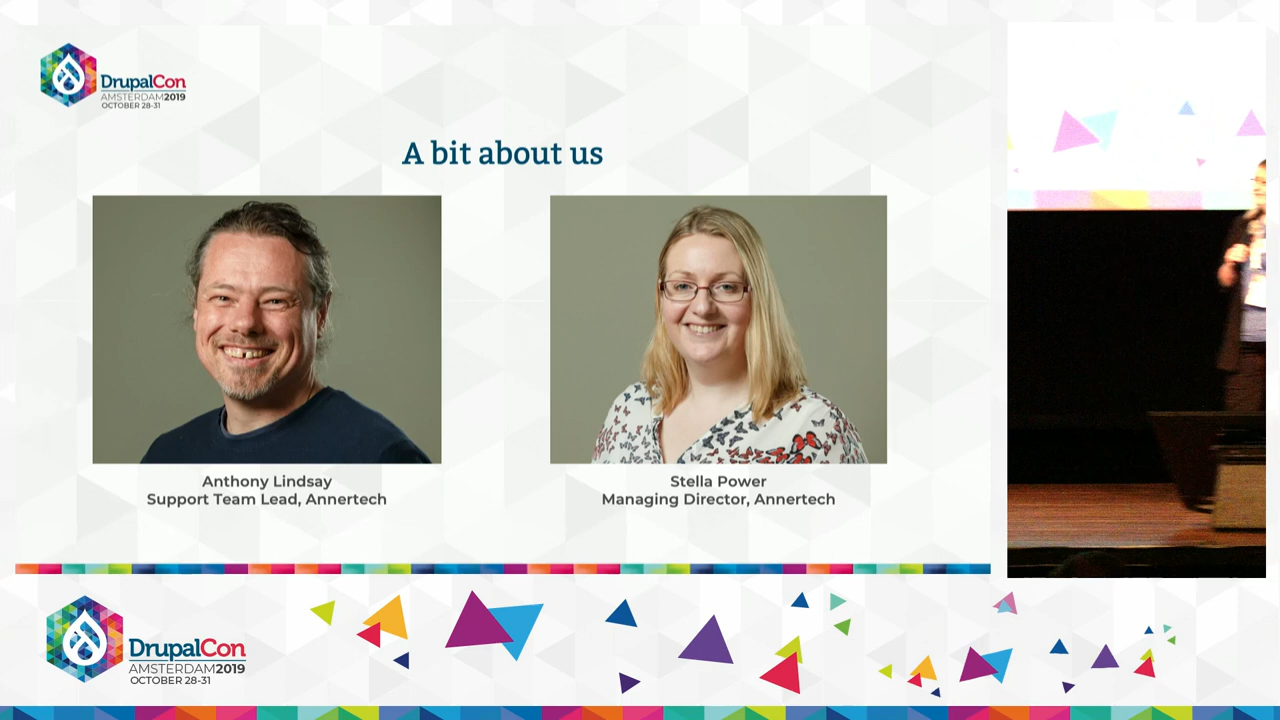 DrupalCon
AMSTERDAM2019
OCTOBER 28-31
A bit about us
Anthony Lindsay
Support Team Lead, Annertech
Stella Power
Managing Director, Annertech
DrupalCon
AMSTERDAM2019
OCTOBER 28-31